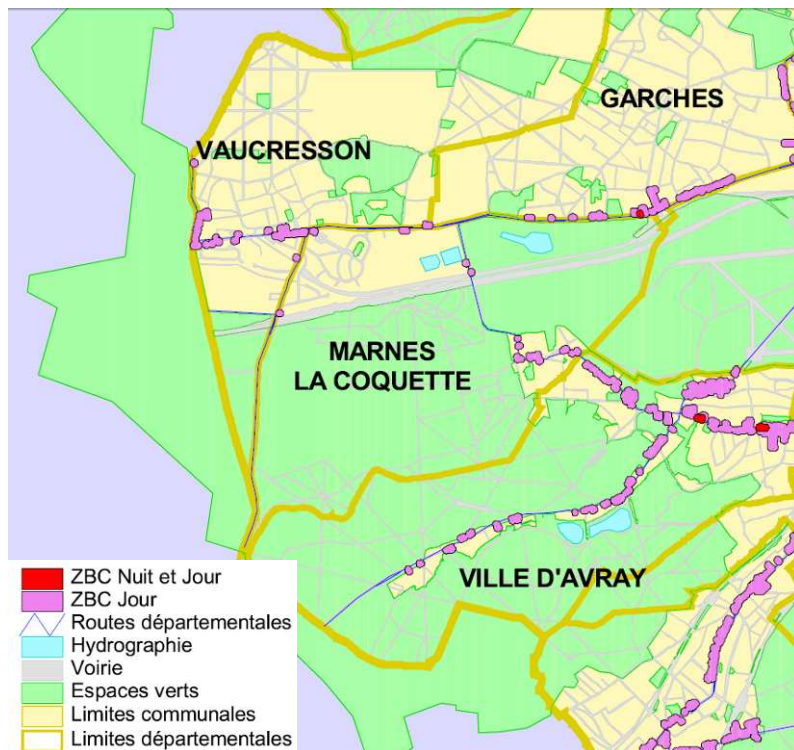 GARCHES
VAUCRESSON
MARNES
LA COQUETTE
VILLE D'AVRAY
ZBC Nuit et Jour
ZBC Jour
Routes départementales
Hydrographie
Voirie
Espaces verts
Limites communales
Limites départementales